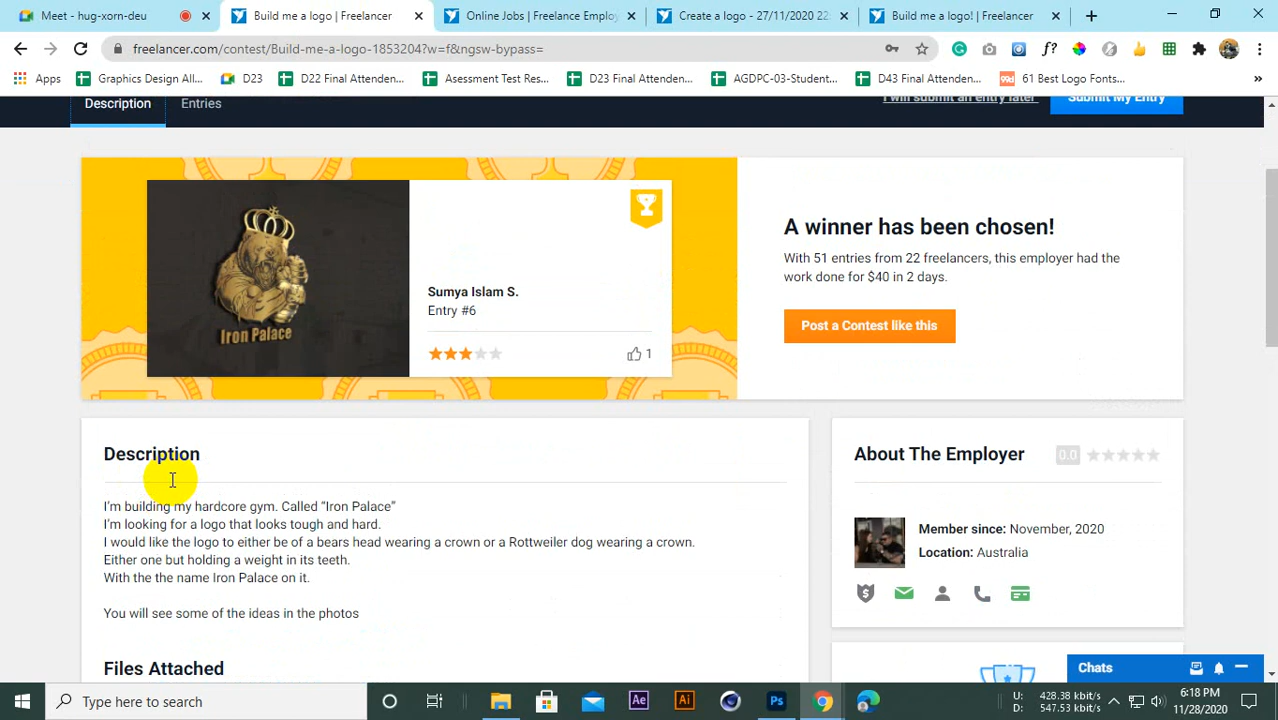 Meet - hug-xorn-deu
Build me a logo | Freelancer
Online Jobs | Freelance Employ
Create a logo - 27/11/2020 22
Build me a logo! | Freelancer
freelancer.com/contest/Build-me-a-logo-1853204?w=f&ngsw-bypass=
Apps
Graphics Design All...
D23
D22 Final Attenden...
Asessment Test Res...
D23 Final Attenden...
AGDPC-03-Student...
D43 Final Attenden...
61 Best Logo Fonts...
Description
Entries
I will submit an entry later
Submit My Entry
Iron Palace
Sumya Islam S.
Entry #6
1
A winner has been chosen!
With 51 entries from 22 freelancers, this employer had the
work done for $40 in 2 days.
Post a Contest like this
Description
I'm building my hardcore gym. Called “Iron Palace”
I'm looking for a logo that looks tough and hard.
I would like the logo to either be of a bears head wearing a crown or a Rottweiler dog wearing a crown.
Either one but holding a weight in its teeth.
With the the name Iron Palace on it.
You will see some of the ideas in the photos
Files Attached
About The Employer
0.0
Member since: November, 2020
Location: Australia
Chats
Type here to search
Ae
Ai
Ps
U: 428.38 kbit/s
D: 547.53 kbit/s
6:18 PM
11/28/2020